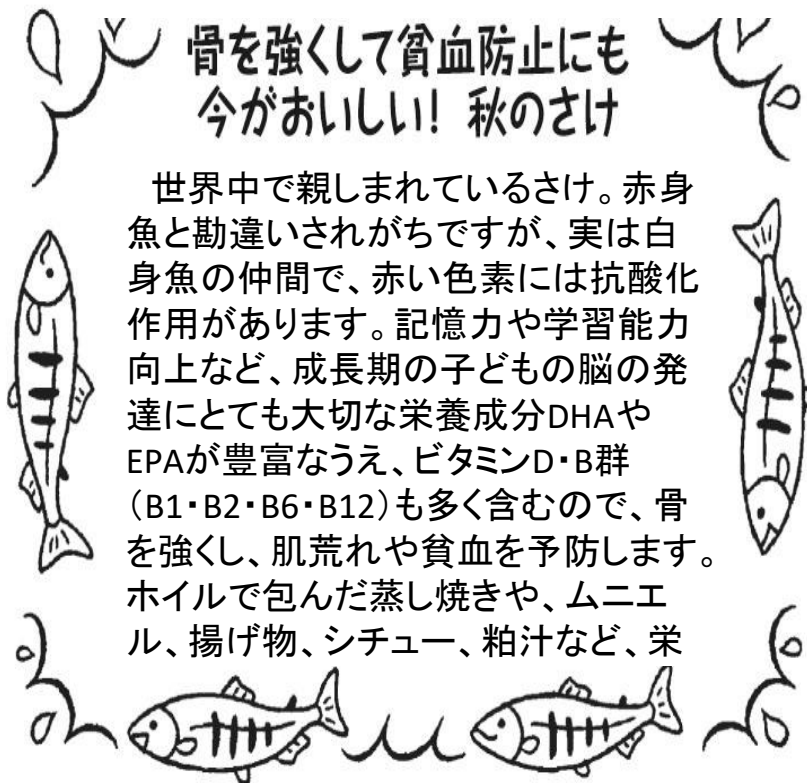 骨を強くして貧血防止にも
今がおいしい! 秋のさけ
世界中で親しまれているさけ。赤身
魚と勘違いされがちですが、実は白
身魚の仲間で、赤い色素には抗酸化
作用があります。記憶力や学習能力
向上など、成長期の子どもの脳の発
達にとても大切な栄養成分DHAや
EPAが豊富なうえ、ビタミンD・B群
（B1・B2・B6・B12）も多く含むので、骨
を強くし、肌荒れや貧血を予防します。
ホイルで包んだ蒸し焼きや、ムニエ
ル、揚げ物、シチュー、粕汁など、栄